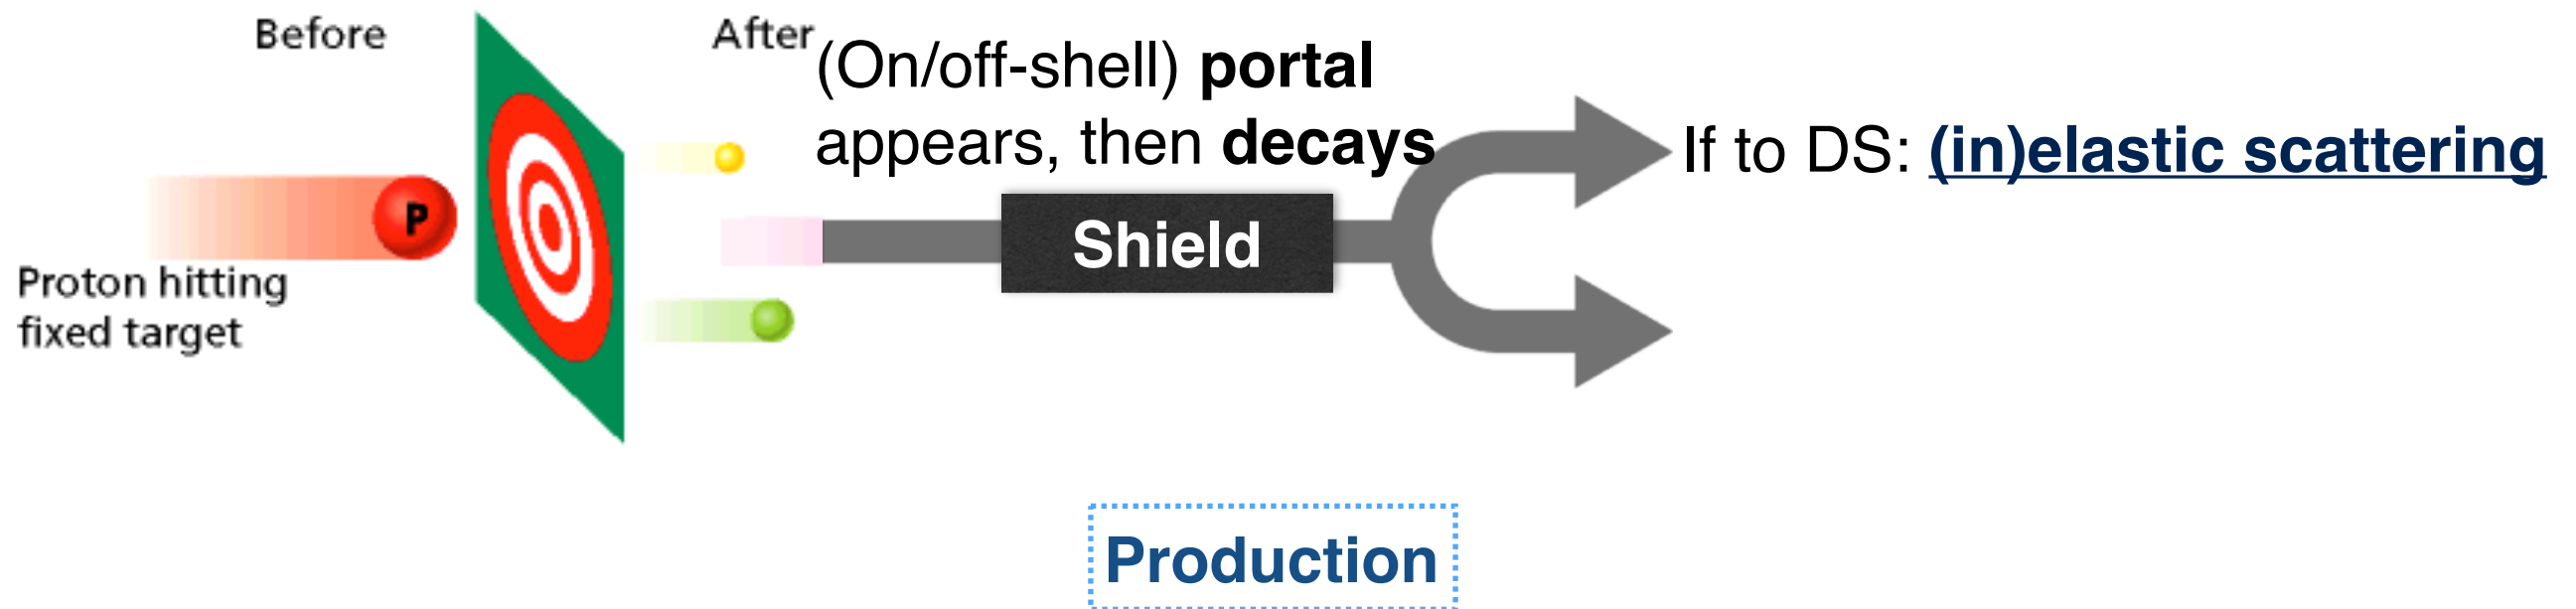 Before
After
(On/off-shell) portal
appears, then decays
If to DS: (in)elastic scattering
P
Shield
Proton hitting
fixed target
Production